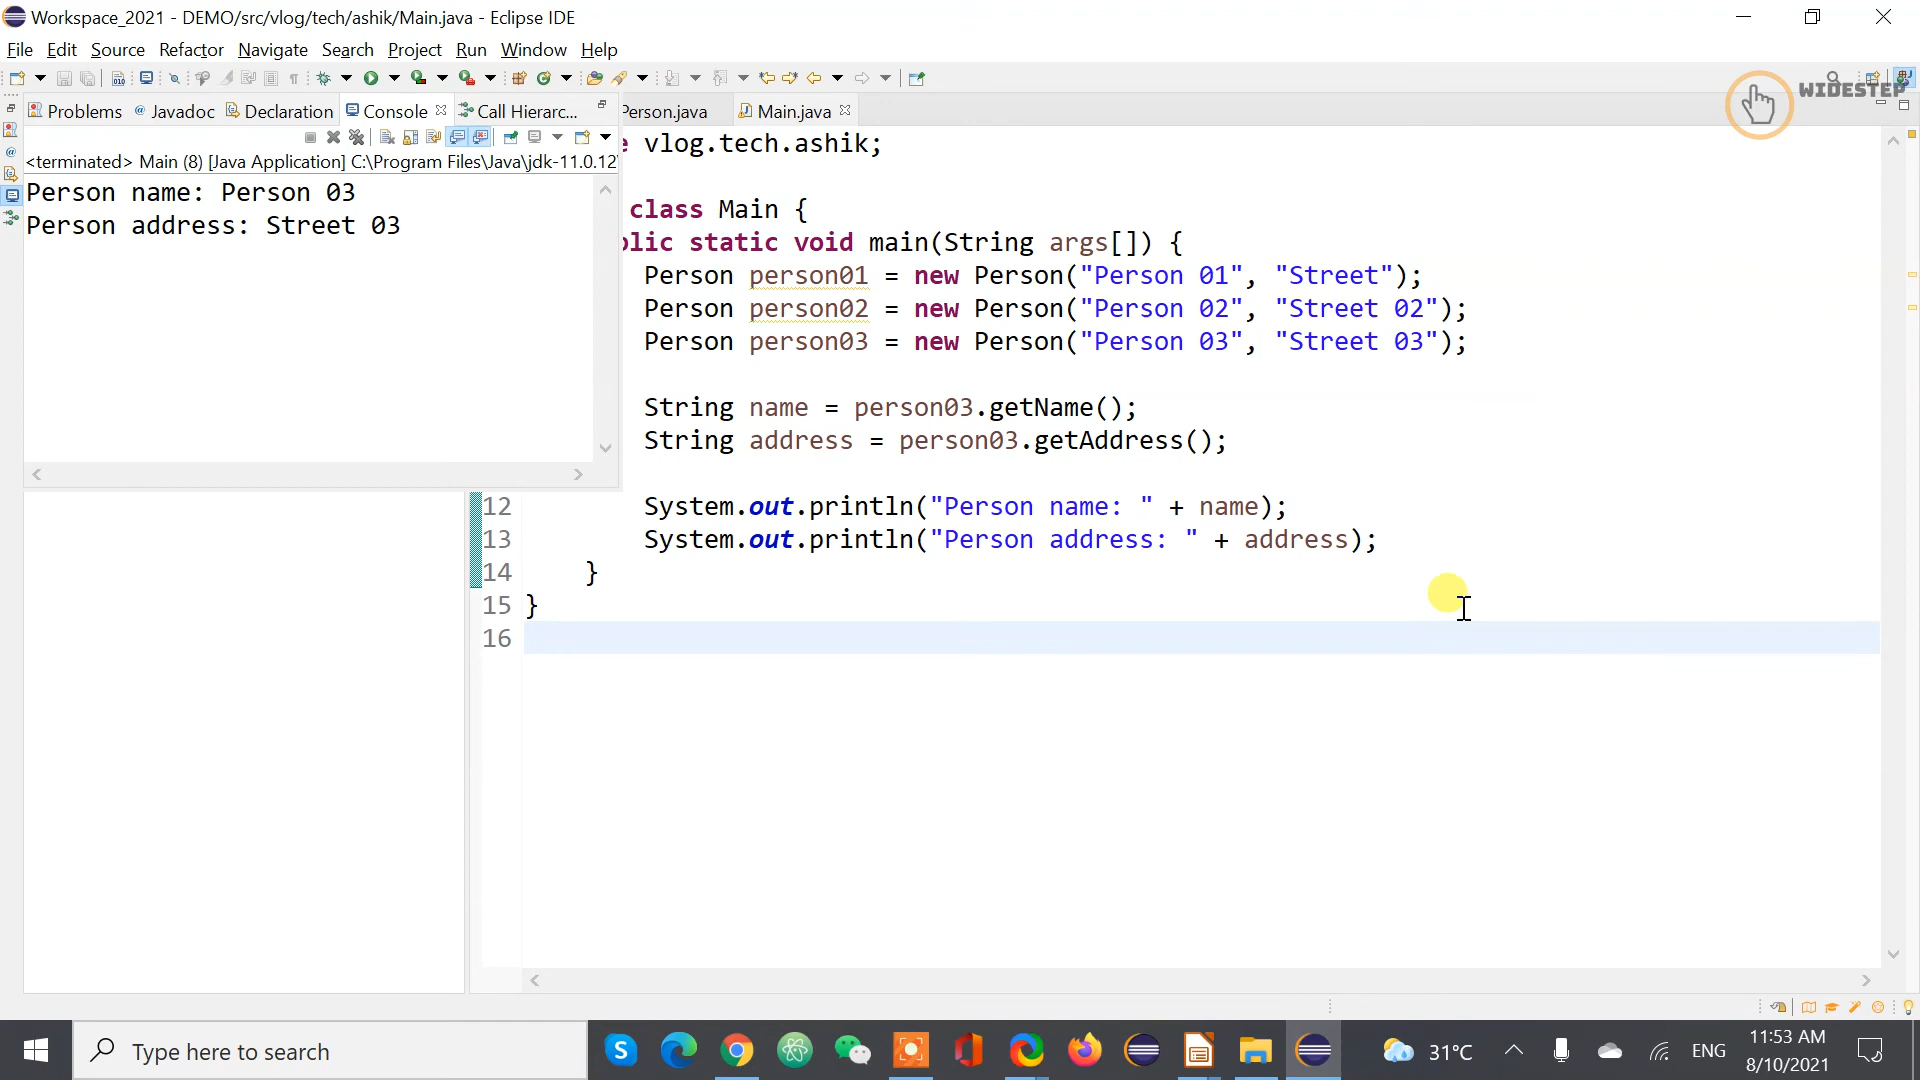 Workspace_2021 - DEMO/src/vlog/tech/ashik/Main.java - Eclipse IDE
File Edit Source Refactor Navigate Search Project Run Window Help
WIDESTEP
Problems Javadoc Declaration Console Call Hierarc... Person.java Main.java
<terminated> Main (8) [Java Application] C:\Program Files\Java\jdk-11.0.12\
Person name: Person 03
Person address: Street 03
e vlog.tech.ashik;
class Main {
blic static void main(String args[]) {
Person person01 = new Person("Person 01", "Street");
Person person02 = new Person("Person 02", "Street 02");
Person person03 = new Person("Person 03", "Street 03");
String name = person03.getName();
String address = person03.getAddress();
12 System.out.println("Person name: " + name);
13 System.out.println("Person address: " + address);
14 }
15 }
16
Type here to search
31°C
ENG
11:53 AM
8/10/2021